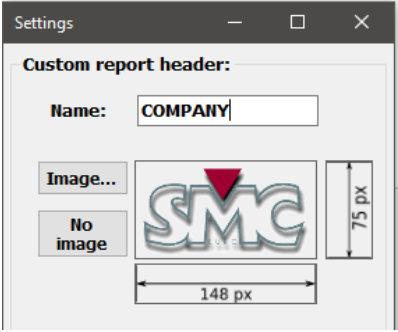 Settings
Custom report header:
Name: COMPANY
Image...
SMC
75 px
No
image
148 px